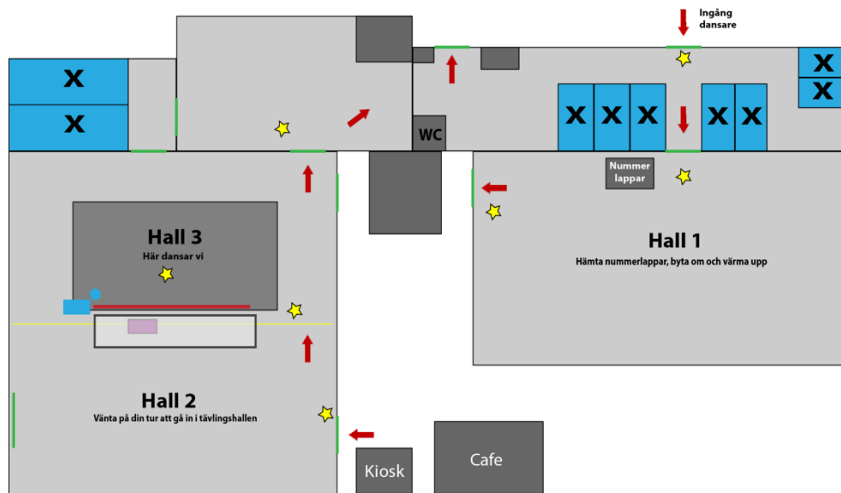 Ingång
dansare
X
X
X
X
X
X
X
X
X
WC
Nummer
lappar
Hall 3
Här dansar vi
Hall 1
Hämta nummerlappar, byta om och värma upp
Hall 2
Vänta på din tur att gå in i tävlingshallen
Kiosk
Cafe